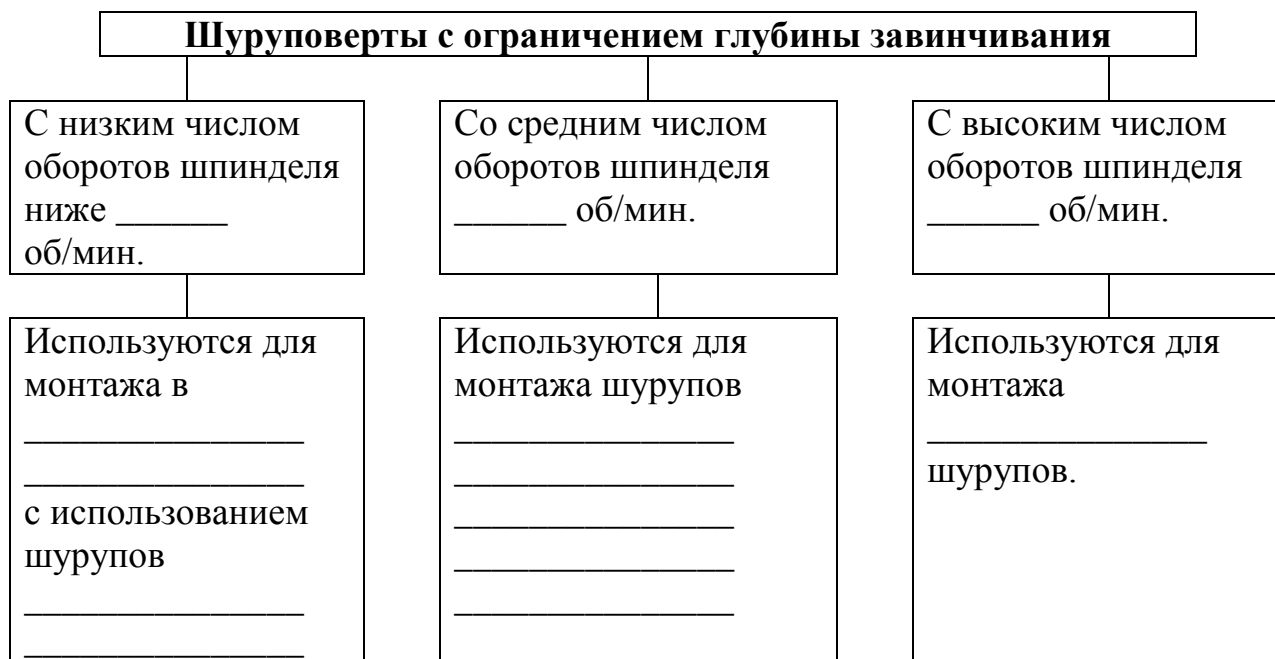 Шуруповерты с ограничением глубины завинчивания
С низким числом
оборотов шпинделя
ниже ______
об/мин.
Со средним числом
оборотов шпинделя
______ об/мин.
С высоким числом
оборотов шпинделя
______ об/мин.
Используются для
монтажа в
_______________
_______________
с использованием
шурупов
_______________
_______________
Используются для
монтажа шурупов
_______________
_______________
_______________
_______________
_______________
Используются для
монтажа
_______________
шурупов.